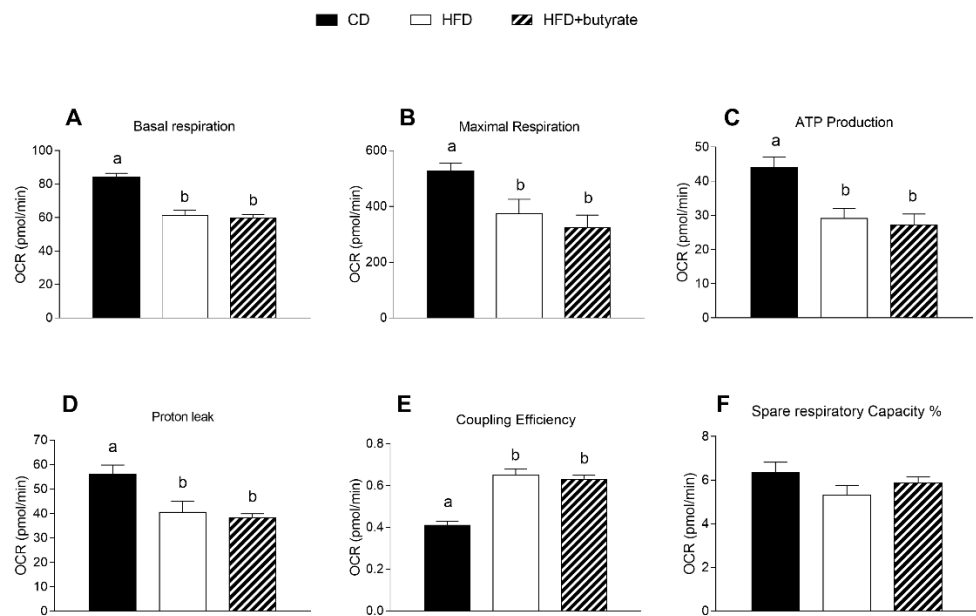 CD HFD HFD+butyrate
A
Basal respiration
OCR (pmol/min)
100
80
60
40
20
0
a
b
b
B
Maximal Respiration
OCR (pmol/min)
600
400
200
0
a
b
b
C
ATP Production
OCR (pmol/min)
50
40
30
20
10
0
a
b
b
D
Proton leak
OCR (pmol/min)
70
60
50
40
30
20
10
0
a
b
b
E
Coupling Efficiency
OCR (pmol/min)
0.8
0.6
0.4
0.2
0.0
a
b
b
F
Spare respiratory Capacity %
OCR (pmol/min)
8
6
4
2
0